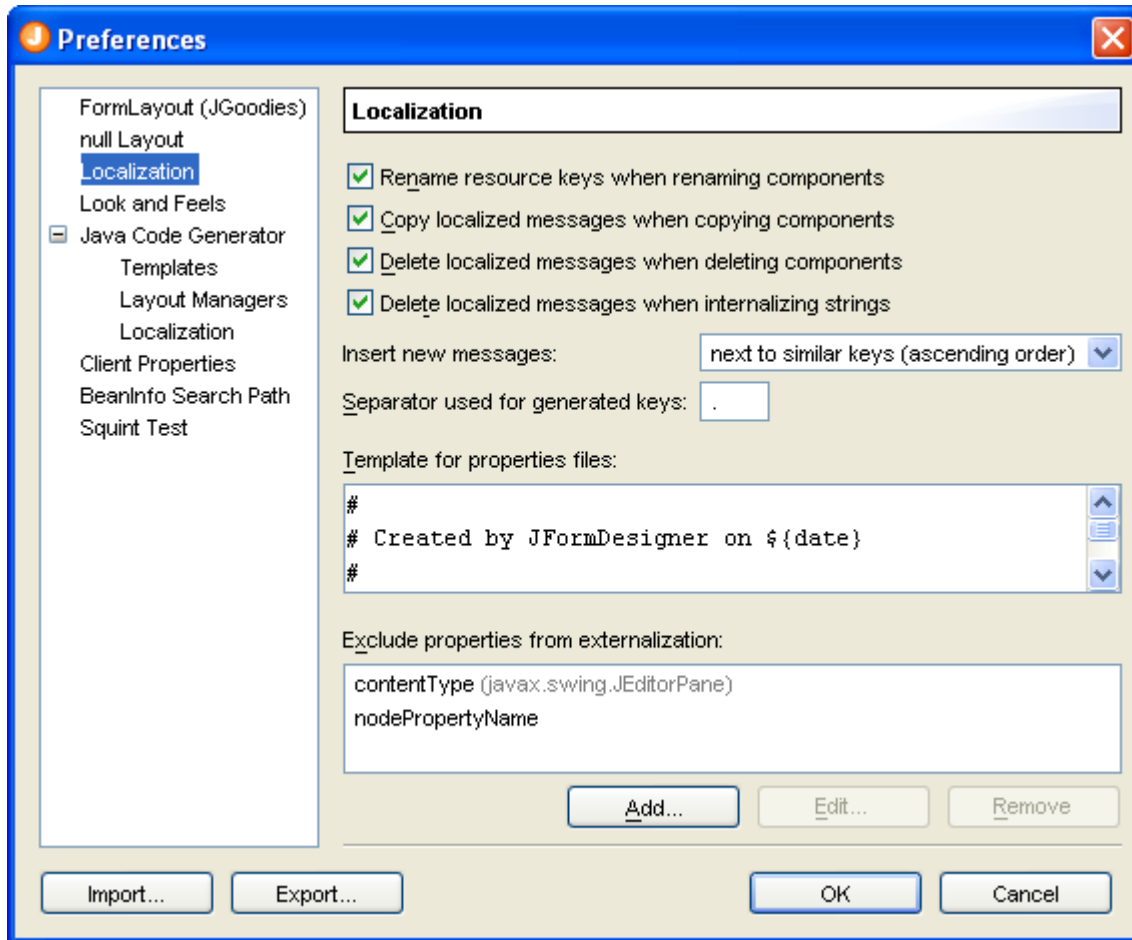 Preferences
FormLayout (JGoodies)
null Layout
Localization
Look and Feels
Java Code Generator
Templates
Layout Managers
Localization
Client Properties
BeanInfo Search Path
Squint Test
Localization
Rename resource keys when renaming components
Copy localized messages when copying components
Delete localized messages when deleting components
Delete localized messages when internalizing strings
Insert new messages: next to similar keys (ascending order)
Separator used for generated keys: .
Template for properties files:
#
# Created by JFormDesigner on ${date}
#
Exclude properties from externalization:
contentType (javax.swing.JEditorPane)
nodePropertyName
Add... Edit... Remove
Import... Export... OK Cancel